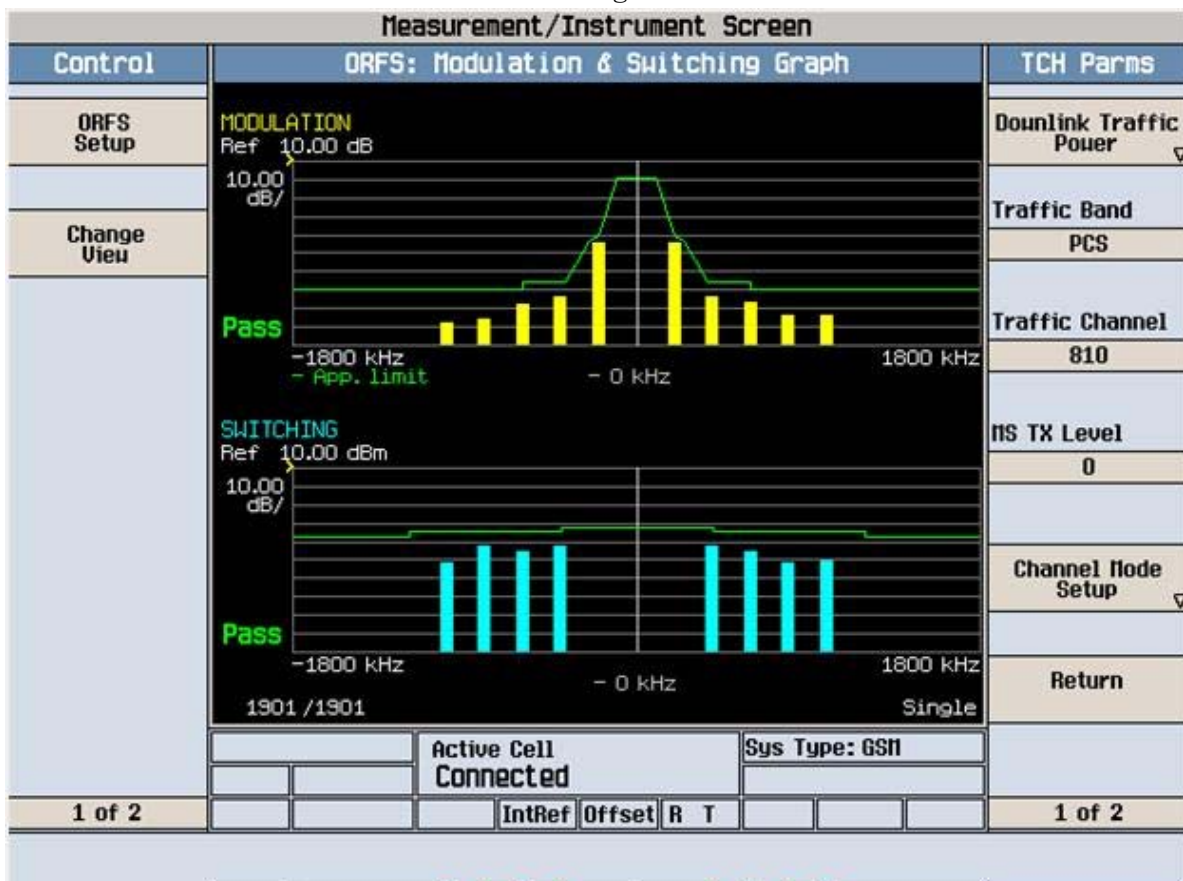 Measurement/Instrument Screen
Control
ORFS: Modulation & Switching Graph
TCH Parms
ORFS
Setup
Change
View
1 of 2
MODULATION
Ref 10.00 dB
10.00
dB/
Pass
-1800 kHz
1800 kHz
- App. limit
- 0 kHz
SWITCHING
Ref 10.00 dBm
10.00
dB/
Pass
-1800 kHz
1800 kHz
- 0 kHz
1901/1901
Single
Active Cell
Connected
Sys Type: GSM
IntRef
Offset
R T
Downlink Traffic
Power
Traffic Band
PCS
Traffic Channel
810
MS TX Level
0
Channel Mode
Setup
Return
1 of 2